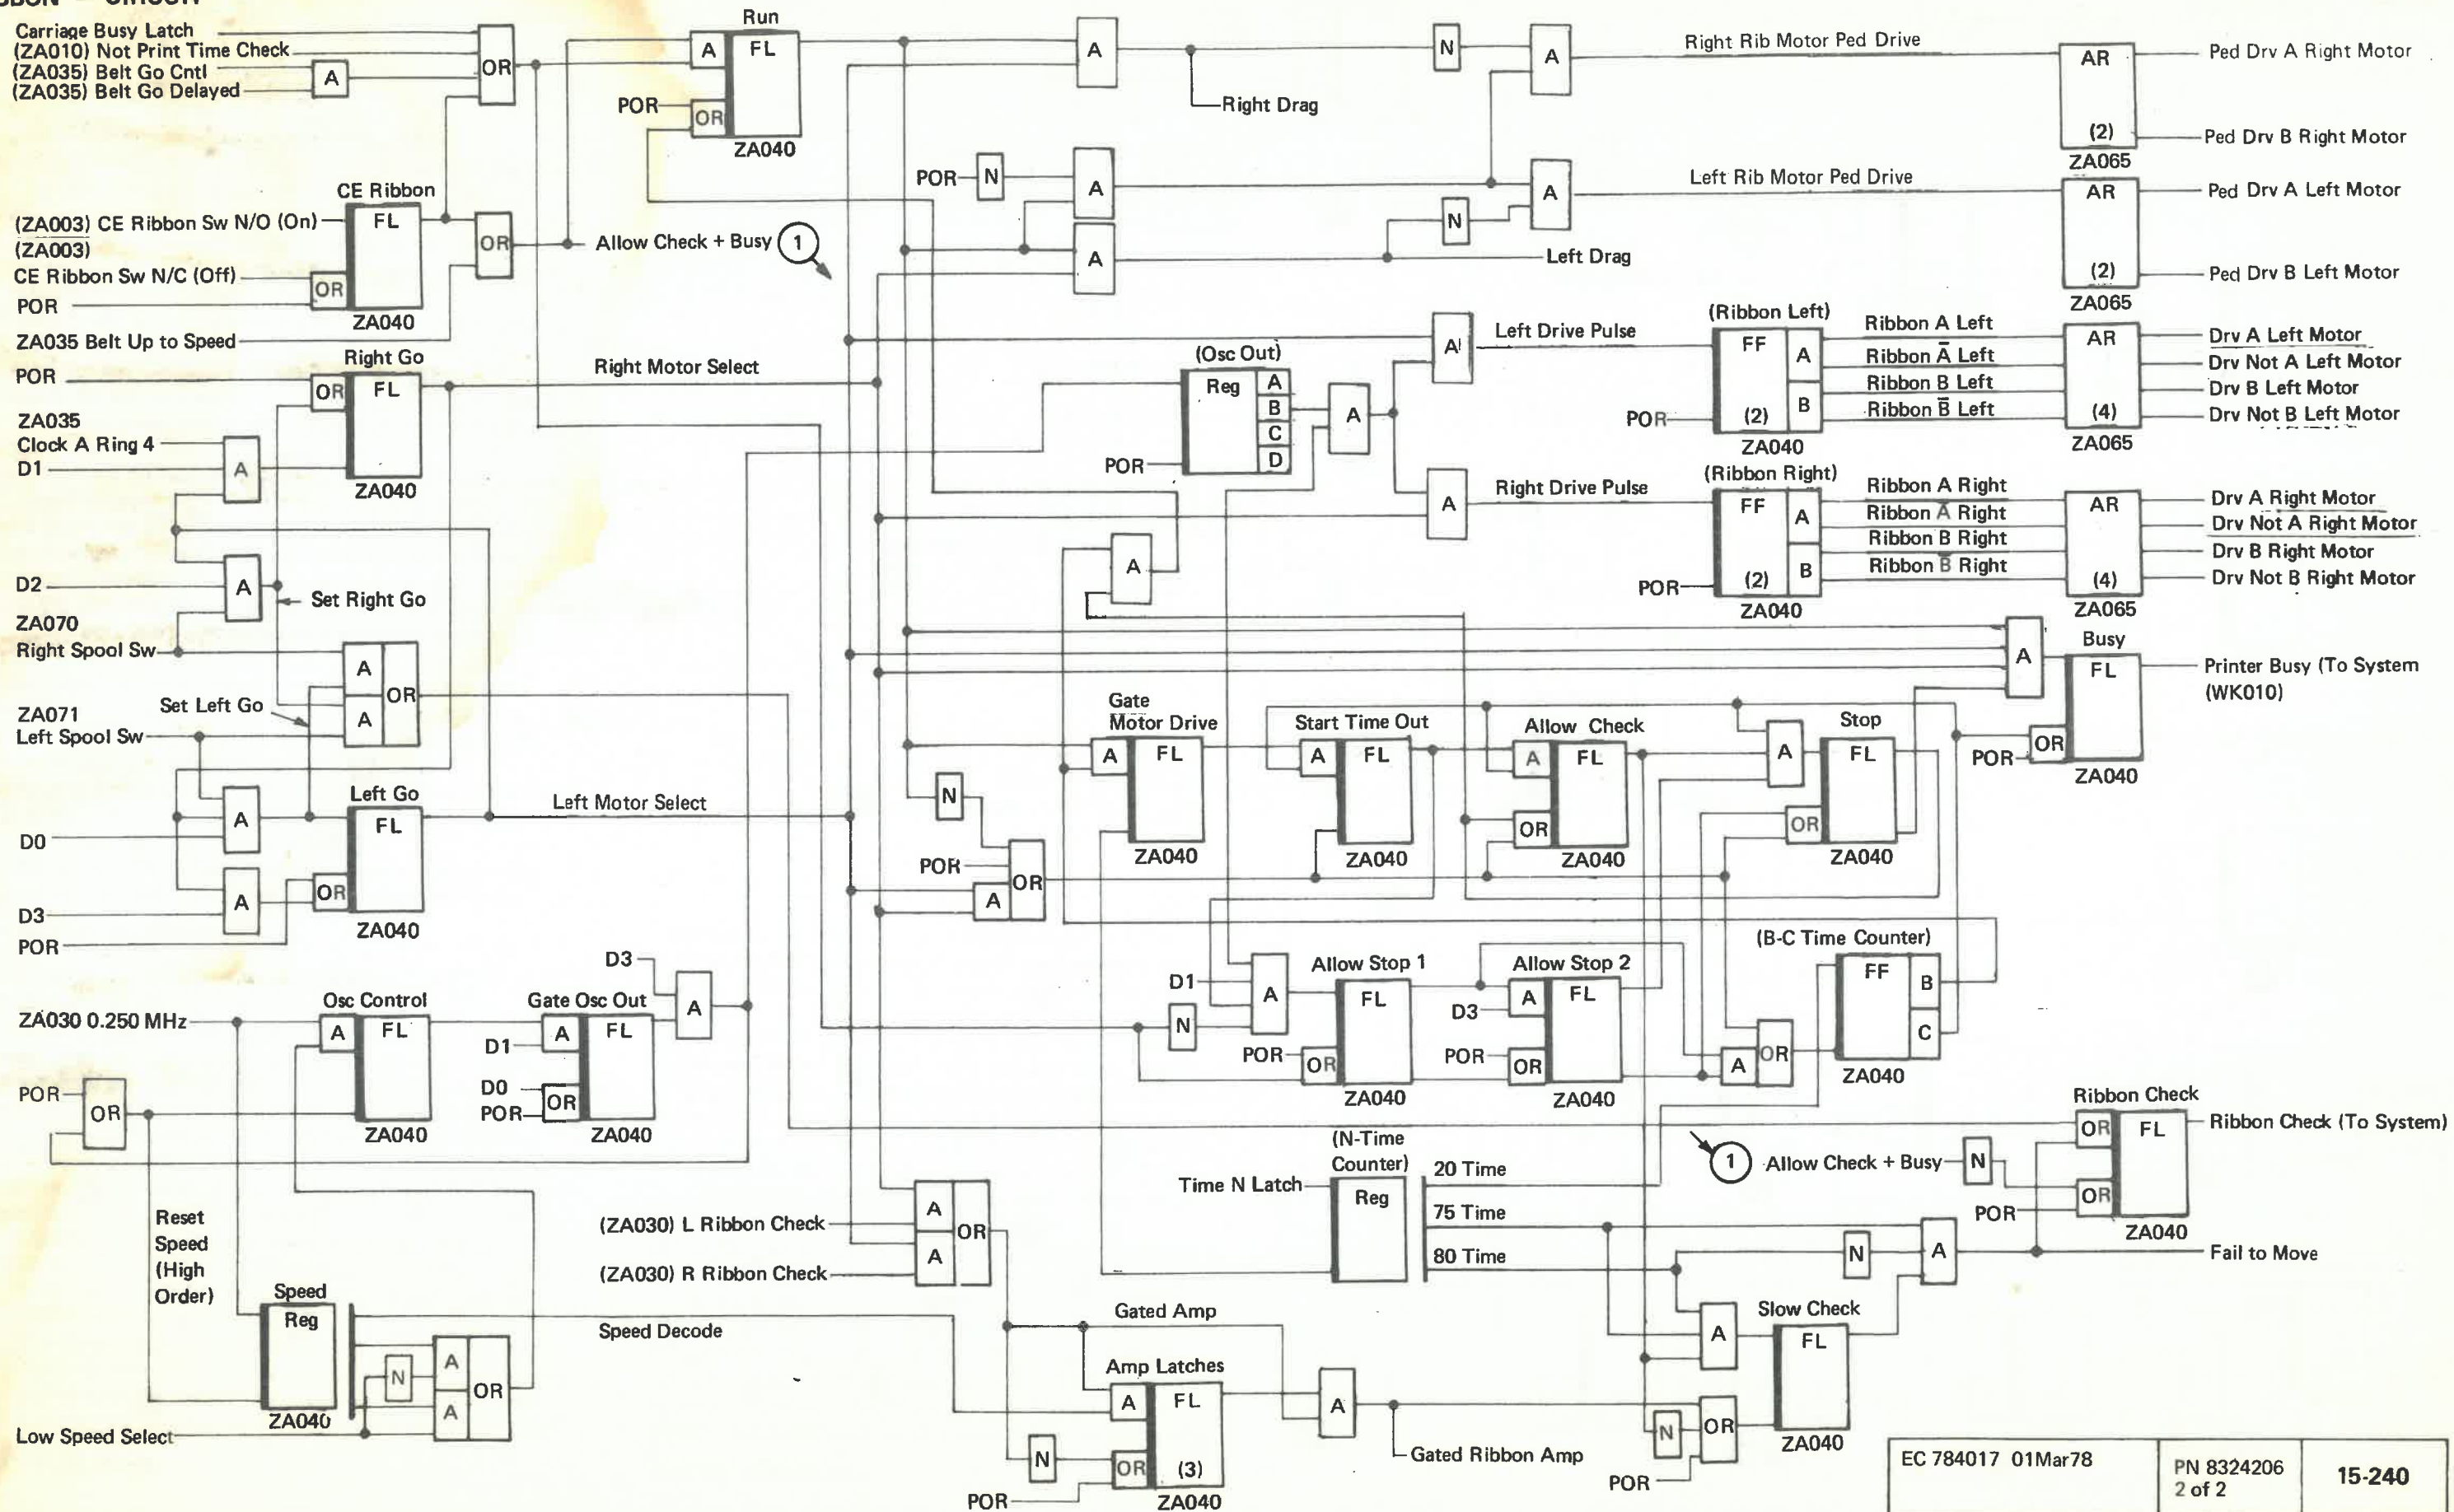 CIRCUIT
Carriage Busy Latch
(ZA010) Not Print Time Check
(ZA035) Belt Go Cntl
(ZA035) Belt Go Delayed
A
OR
Run
A
FL
POR
OR
ZA040
A
Right Drag
N
A
Right Rib Motor Ped Drive
AR
(2)
ZA065
Ped Drv A Right Motor
Ped Drv B Right Motor
POR
N
A
A
Left Rib Motor Ped Drive
N
A
Left Drag
AR
(2)
ZA065
Ped Drv A Left Motor
Ped Drv B Left Motor
CE Ribbon
(ZA003) CE Ribbon Sw N/O (On)
(ZA003)
CE Ribbon Sw N/C (Off)
POR
OR
FL
ZA040
OR
Allow Check + Busy
1
ZA035 Belt Up to Speed
Right Go
POR
OR
FL
ZA040
Right Motor Select
ZA035
Clock A Ring 4
D1
A
D2
A
Set Right Go
ZA070
Right Spool Sw
A
OR
A
ZA071
Left Spool Sw
Set Left Go
Left Go
A
FL
D0
Left Motor Select
OR
A
D3
POR
ZA040
(Osc Out)
Reg
A
B
C
D
POR
A
A
Left Drive Pulse
(Ribbon Left)
FF
A
B
(2)
POR
ZA040
Ribbon A Left
Ribbon A̅ Left
Ribbon B Left
Ribbon B̅ Left
AR
(4)
ZA065
Drv A Left Motor
Drv Not A Left Motor
Drv B Left Motor
Drv Not B Left Motor
A
Right Drive Pulse
(Ribbon Right)
FF
A
B
(2)
POR
ZA040
Ribbon A Right
Ribbon A̅ Right
Ribbon B Right
Ribbon B̅ Right
AR
(4)
ZA065
Drv A Right Motor
Drv Not A Right Motor
Drv B Right Motor
Drv Not B Right Motor
A
A
Busy
FL
OR
POR
ZA040
Printer Busy (To System
(WK010)
Gate
Motor Drive
A
FL
ZA040
Start Time Out
A
FL
ZA040
Allow Check
A
FL
OR
ZA040
Stop
A
FL
OR
ZA040
N
POR
OR
A
D3
A
ZA030 0.250 MHz
Osc Control
A
FL
ZA040
Gate Osc Out
D1
A
FL
D0
POR
OR
ZA040
POR
OR
D1
N
A
Allow Stop 1
FL
POR
OR
ZA040
Allow Stop 2
A
FL
D3
POR
OR
ZA040
(B-C Time Counter)
FF
B
C
A
OR
ZA040
Ribbon Check
OR
FL
Ribbon Check (To System)
1
Allow Check + Busy
N
OR
POR
ZA040
(N-Time
Counter)
Time N Latch
Reg
20 Time
75 Time
80 Time
N
A
Fail to Move
Reset
Speed
(High
Order)
Speed
Reg
ZA040
N
A
A
OR
Low Speed Select
Speed Decode
(ZA030) L Ribbon Check
(ZA030) R Ribbon Check
A
A
OR
Gated Amp
Amp Latches
A
FL
N
OR
(3)
POR
ZA040
A
Gated Ribbon Amp
Slow Check
A
FL
N
OR
POR
ZA040
EC 784017 01Mar78
PN 8324206
2 of 2
15-240